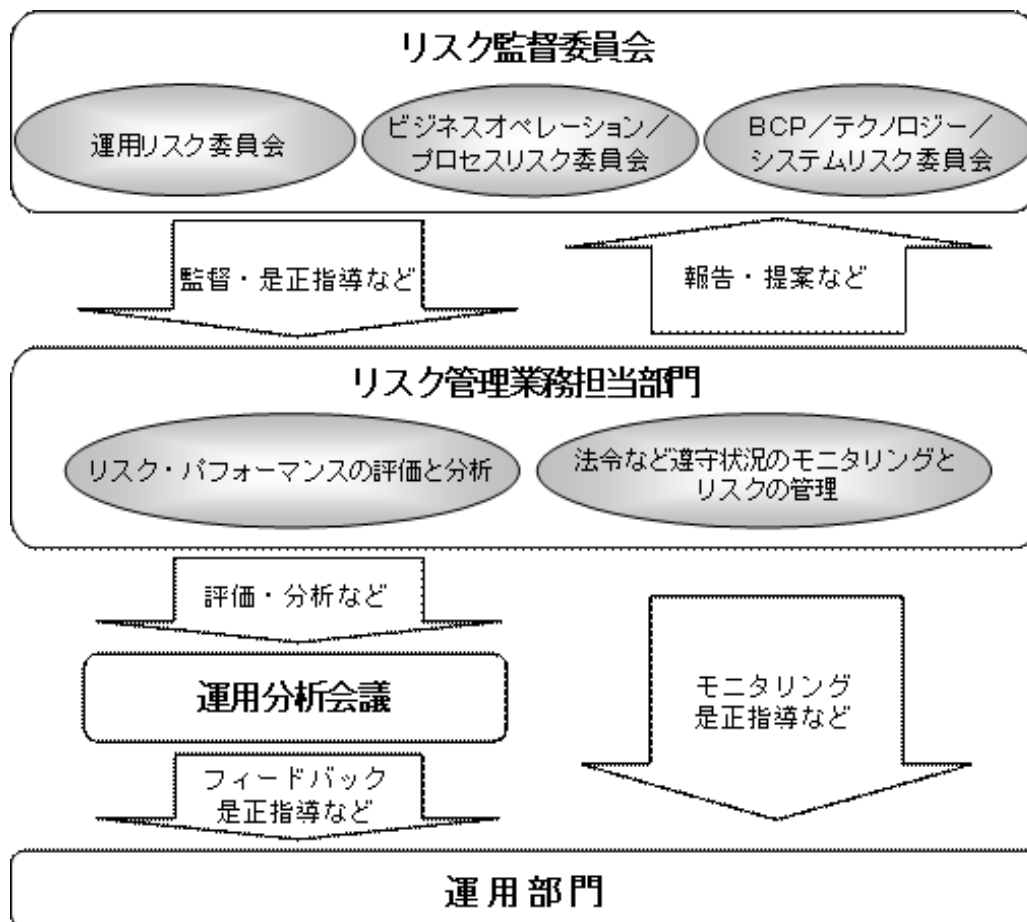 リスク監督委員会
運用リスク委員会
ビジネスオペレーション／
プロセスリスク委員会
BCP／テクノロジー／
システムリスク委員会
監督・是正指導など
報告・提案など
リスク管理業務担当部門
リスク・パフォーマンスの評価と分析
法令など遵守状況のモニタリングと
リスクの管理
評価・分析など
運用分析会議
モニタリング
是正指導など
フィードバック
是正指導など
運用部門